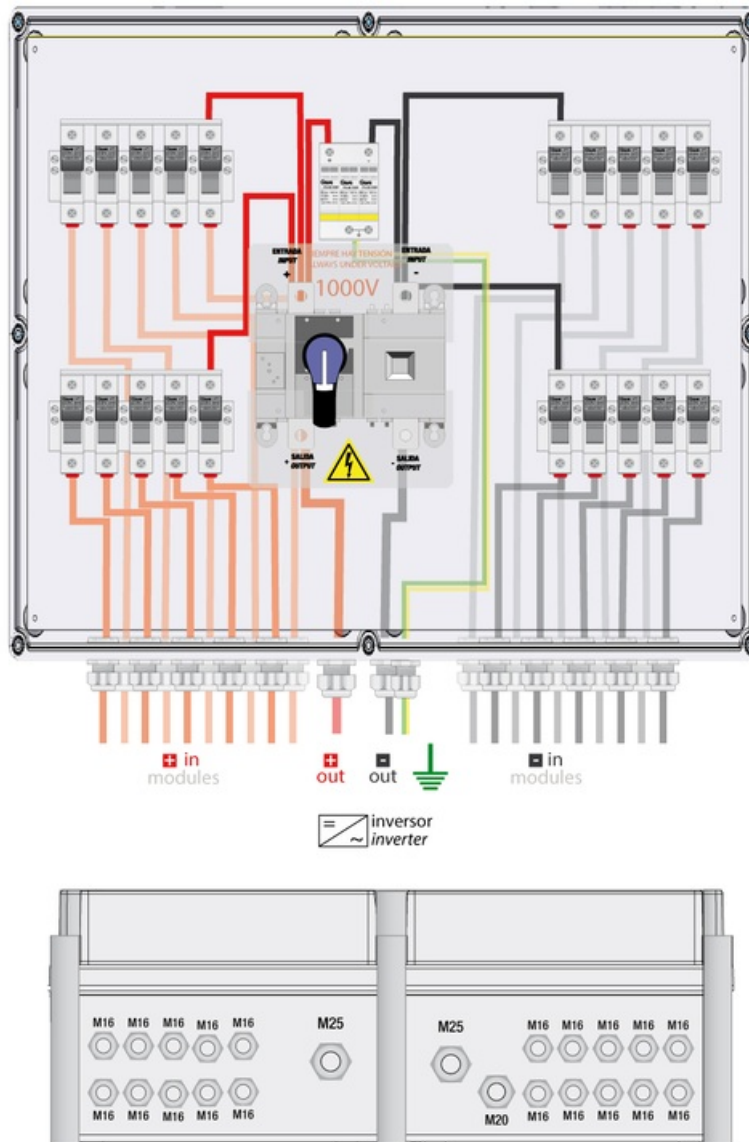 ENTRADA
INPUT
+
SIEMPRE HAY TENSIÓN
ALWAYS UNDER VOLTAGE
1000V
ENTRADA
INPUT
-
+ SALIDA
OUTPUT
- SALIDA
OUTPUT
+ in
modules
+
out
-
out
- in
modules
= ~ inversor
inverter
M16 M16 M16 M16 M16
M25
M25
M16 M16 M16 M16 M16
M16 M16 M16 M16 M16
M20 M16 M16 M16 M16 M16